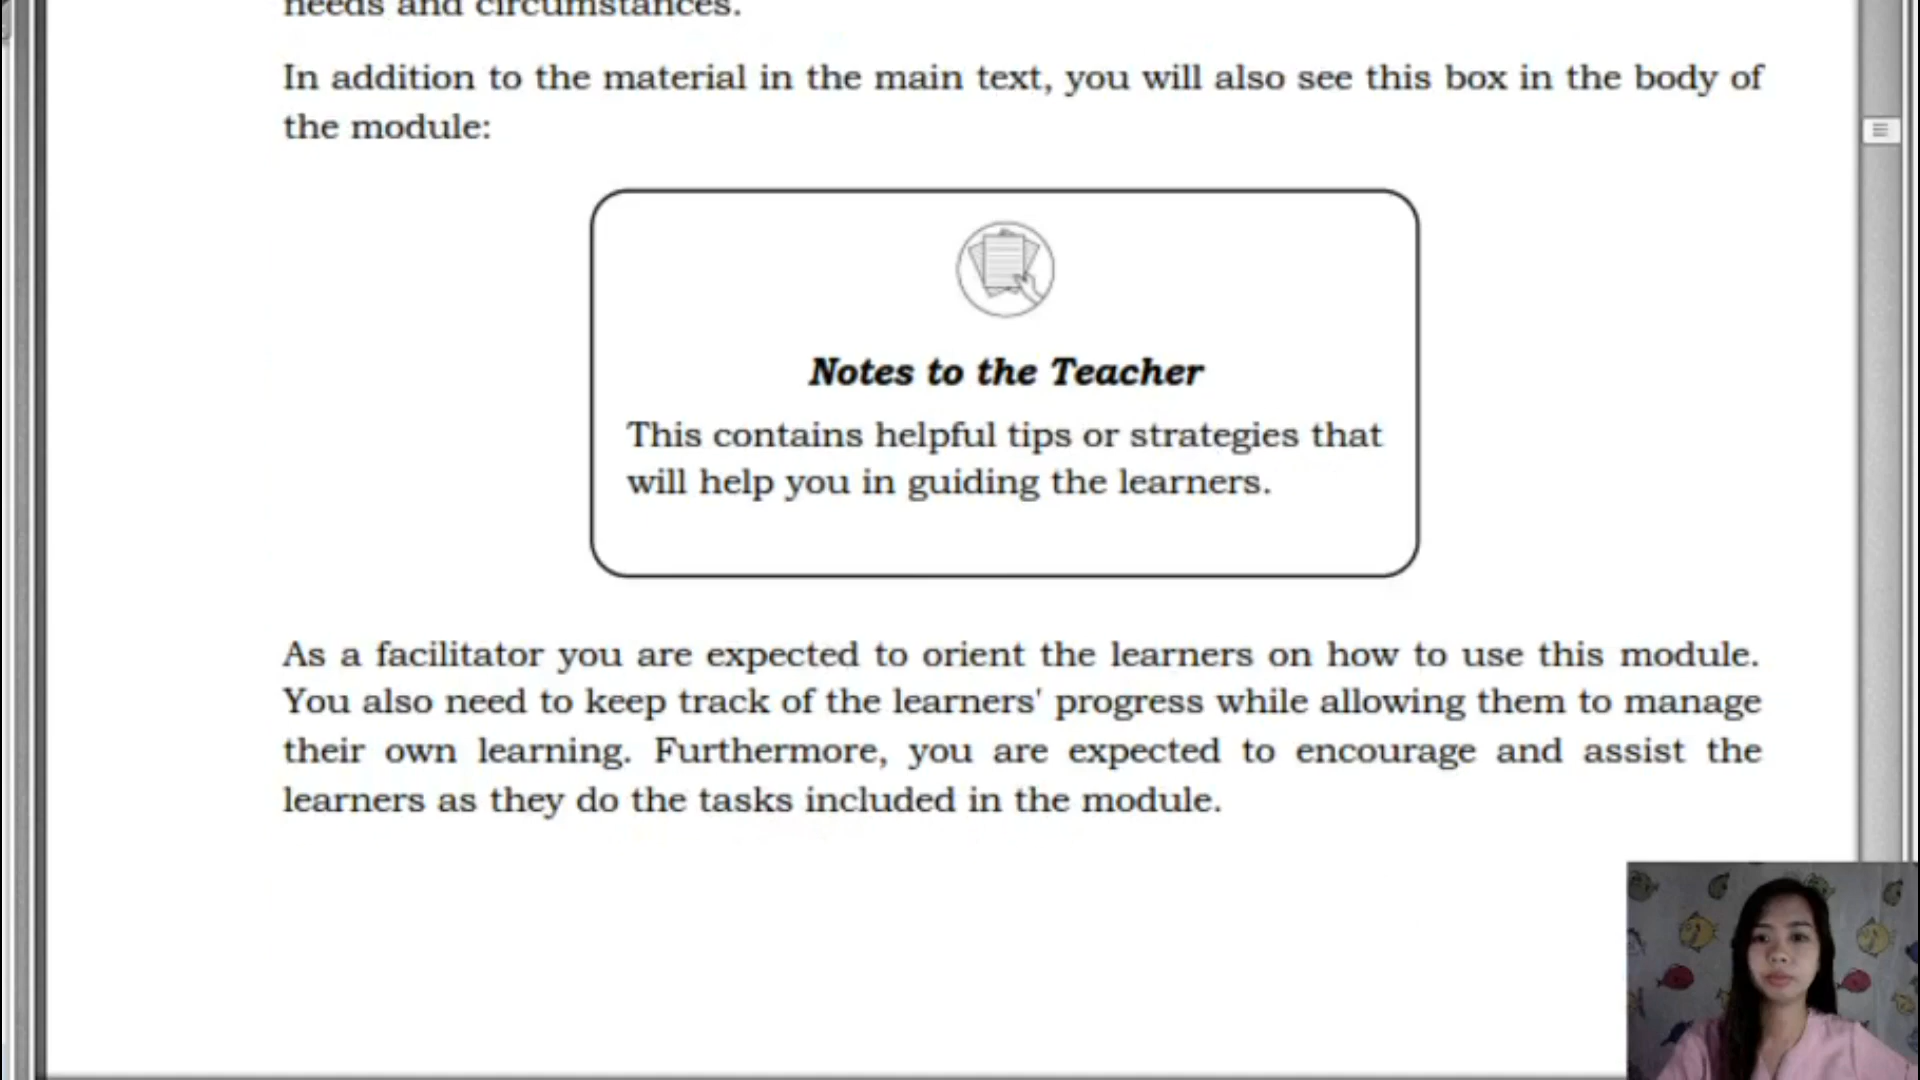 needs and circumstances.
In addition to the material in the main text, you will also see this box in the body of
the module:
Notes to the Teacher
This contains helpful tips or strategies that
will help you in guiding the learners.
As a facilitator you are expected to orient the learners on how to use this module.
You also need to keep track of the learners' progress while allowing them to manage
their own learning. Furthermore, you are expected to encourage and assist the
learners as they do the tasks included in the module.